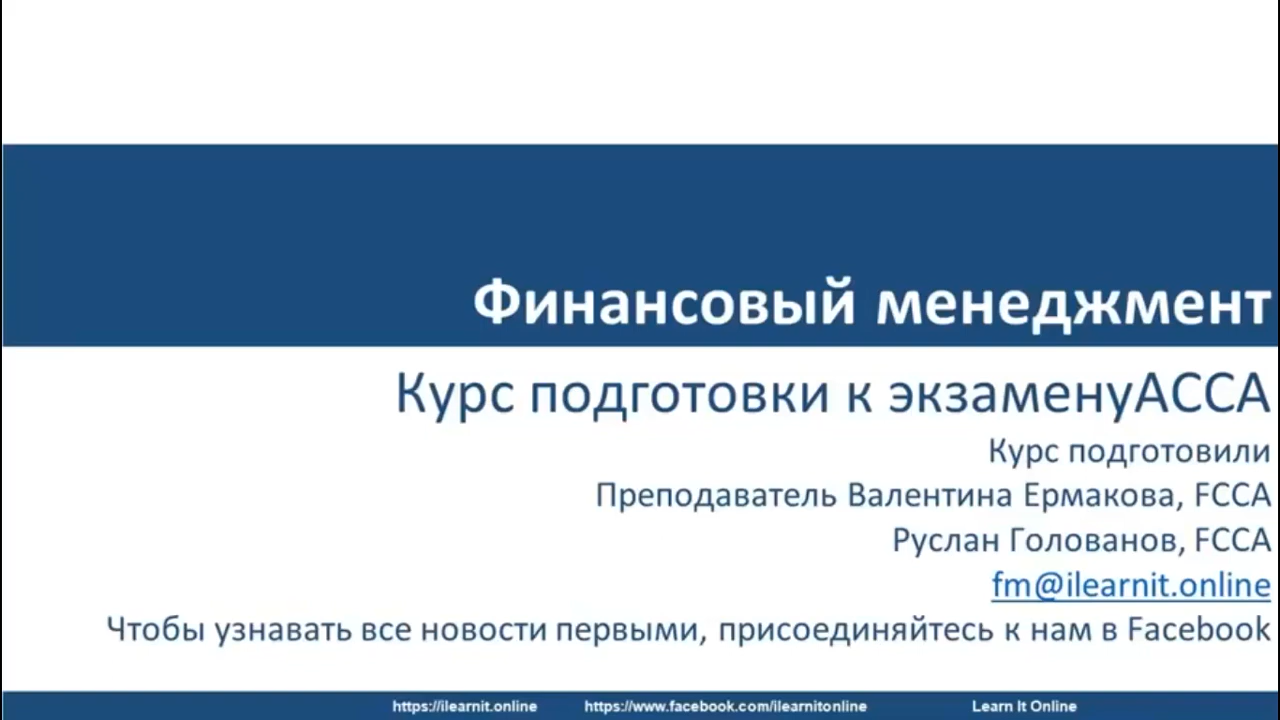 Финансовый менеджмент
Курс подготовки к экзаменуАССА
Курс подготовили
Преподаватель Валентина Ермакова, FCCA
Руслан Голованов, FCCA
fm@ilearnit.online
Чтобы узнавать все новости первыми, присоединяйтесь к нам в Facebook
https://ilearnit.online https://www.facebook.com/ilearnitonline Learn It Online